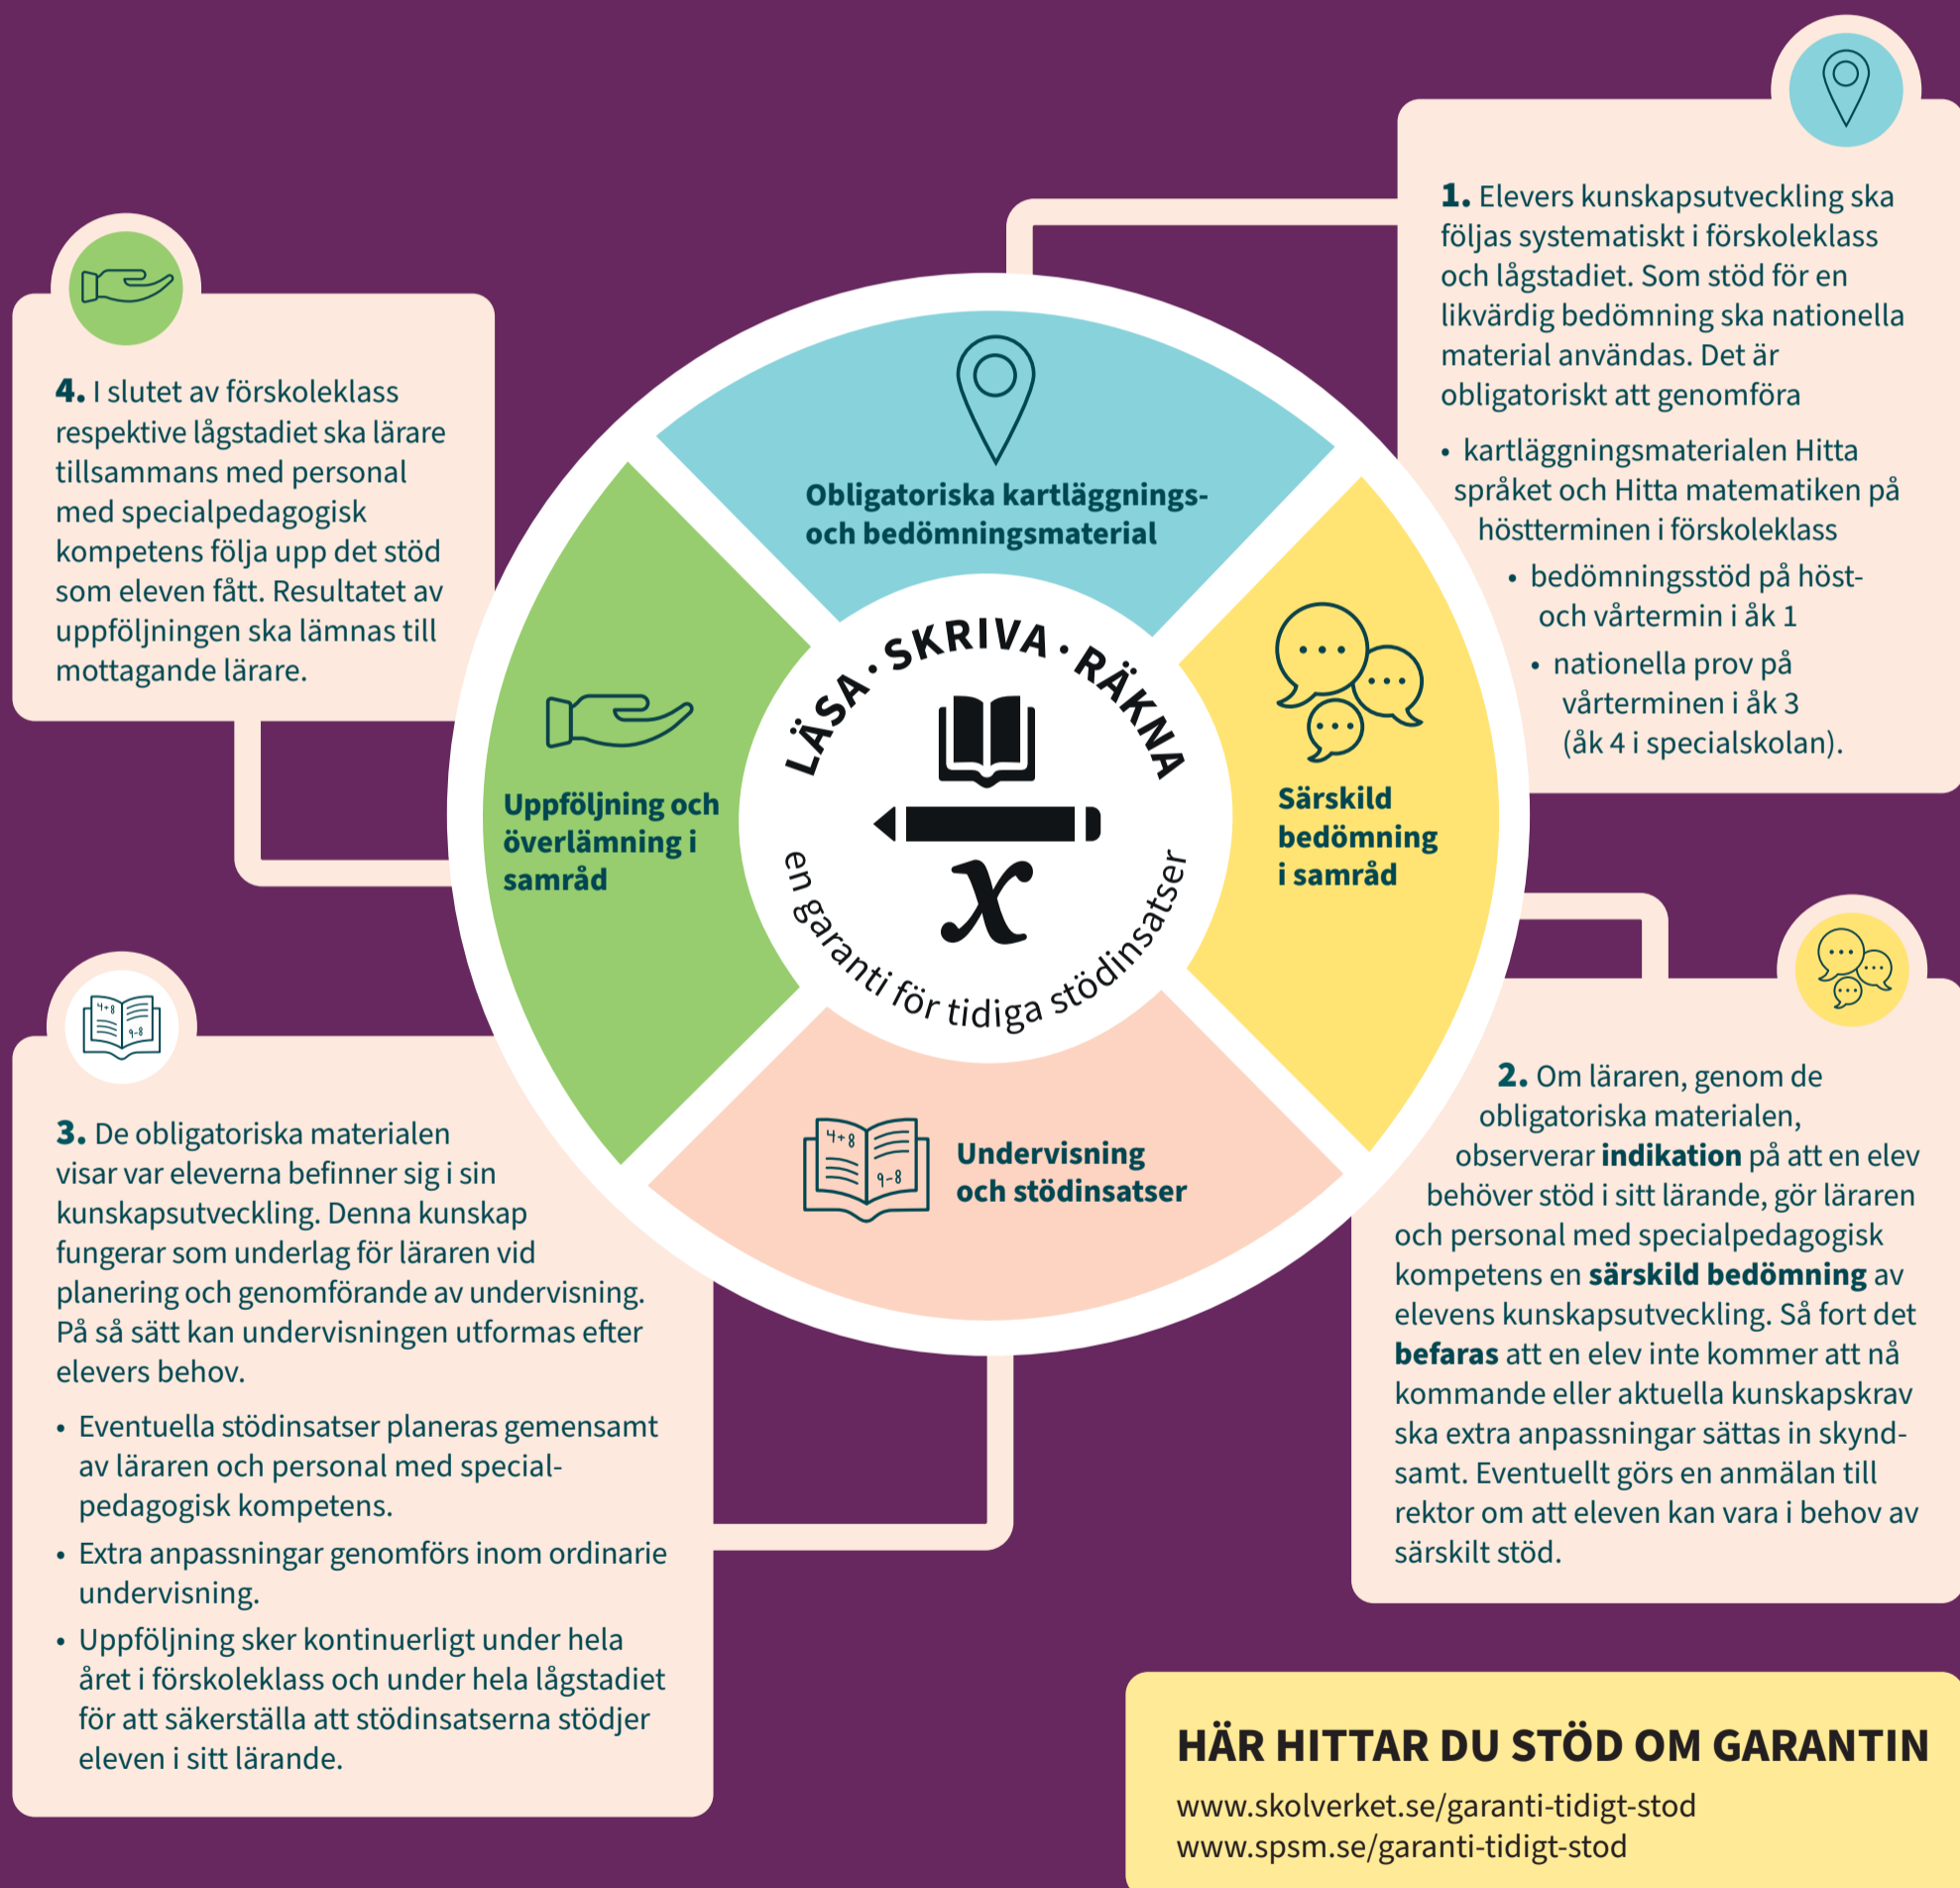 1. Elevers kunskapsutveckling ska
följas systematiskt i förskoleklass
och lågstadiet. Som stöd för en
likvärdig bedömning ska nationella
material användas. Det är
obligatoriskt att genomföra
• kartläggningsmaterialen Hitta
språket och Hitta matematiken på
höstterminen i förskoleklass
• bedömningsstöd på höst-
och vårtermin i åk 1
• nationella prov på
vårterminen i åk 3
(åk 4 i specialskolan).
4. I slutet av förskoleklass
respektive lågstadiet ska lärare
tillsammans med personal
med specialpedagogisk
kompetens följa upp det stöd
som eleven fått. Resultatet av
uppföljningen ska lämnas till
mottagande lärare.
Obligatoriska kartläggnings-
och bedömningsmaterial
LÄSA · SKRIVA · RÄKNA
x
en garanti för tidiga stödinsatser
Uppföljning och
överlämning i
samråd
Särskild
bedömning
i samråd
4+8
9-8
Undervisning
och stödinsatser
4+8
9-8
3. De obligatoriska materialen
visar var eleverna befinner sig i sin
kunskapsutveckling. Denna kunskap
fungerar som underlag för läraren vid
planering och genomförande av undervisning.
På så sätt kan undervisningen utformas efter
elevers behov.
• Eventuella stödinsatser planeras gemensamt
av läraren och personal med special-
pedagogisk kompetens.
• Extra anpassningar genomförs inom ordinarie
undervisning.
• Uppföljning sker kontinuerligt under hela
året i förskoleklass och under hela lågstadiet
för att säkerställa att stödinsatserna stödjer
eleven i sitt lärande.
2. Om läraren, genom de
obligatoriska materialen,
observerar indikation på att en elev
behöver stöd i sitt lärande, gör läraren
och personal med specialpedagogisk
kompetens en särskild bedömning av
elevens kunskapsutveckling. Så fort det
befaras att en elev inte kommer att nå
kommande eller aktuella kunskapskrav
ska extra anpassningar sättas in skynd-
samt. Eventuellt görs en anmälan till
rektor om att eleven kan vara i behov av
särskilt stöd.
HÄR HITTAR DU STÖD OM GARANTIN
www.skolverket.se/garanti-tidigt-stod
www.spsm.se/garanti-tidigt-stod